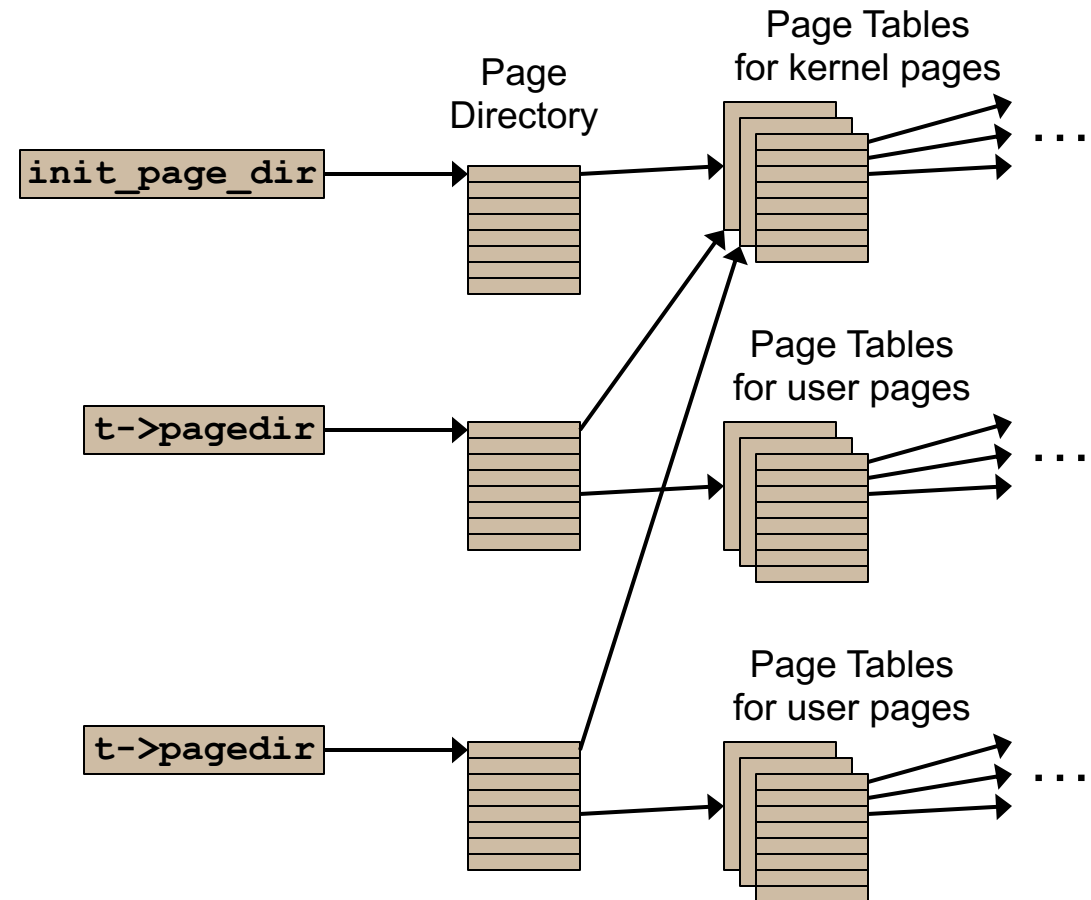 Page Tables
for kernel pages
Page
Directory
init_page_dir
...
Page Tables
for user pages
t->pagedir
...
Page Tables
for user pages
t->pagedir
...